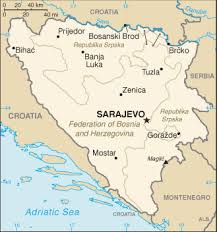 0 20 40 km
0 20 40 mi
CROATIA
Prijedor
Bosanski Brod
Bihać
Republika Srpska
Banja
Luka
Brčko
Tuzla
Zenica
SARAJEVO
Republika
Srpska
Federation of Bosnia
and Herzegovina
Goražde
CROATIA
Mostar
Maglić
MONTENEGRO
Adriatic Sea